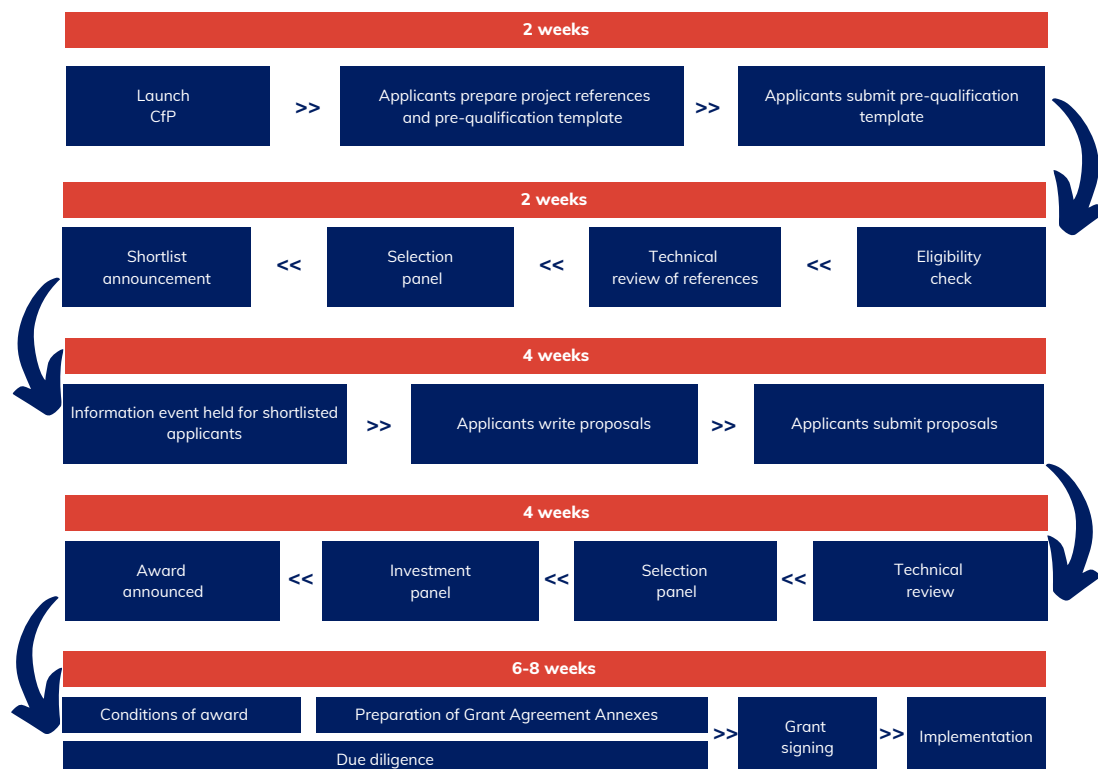 2 weeks
Launch
CfP
>>
Applicants prepare project references
and pre-qualification template
>>
Applicants submit pre-qualification
template
2 weeks
Shortlist
announcement
<<
Selection
panel
<<
Technical
review of references
<<
Eligibility
check
4 weeks
Information event held for shortlisted
applicants
>>
Applicants write proposals
>>
Applicants submit proposals
4 weeks
Award
announced
<<
Investment
panel
<<
Selection
panel
<<
Technical
review
6-8 weeks
Conditions of award
Preparation of Grant Agreement Annexes
Due diligence
>>
Grant
signing
>>
Implementation